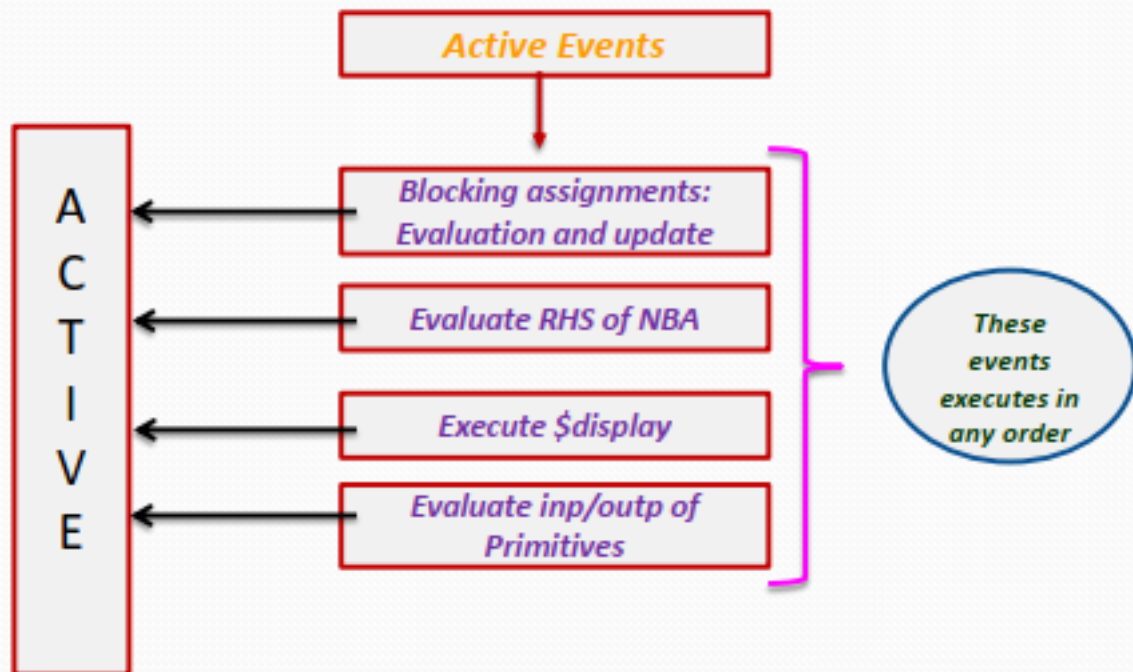 Active Events
A
C
T
I
V
E
Blocking assignments:
Evaluation and update
Evaluate RHS of NBA
Execute $display
Evaluate inp/outp of
Primitives
These
events
executes in
any order